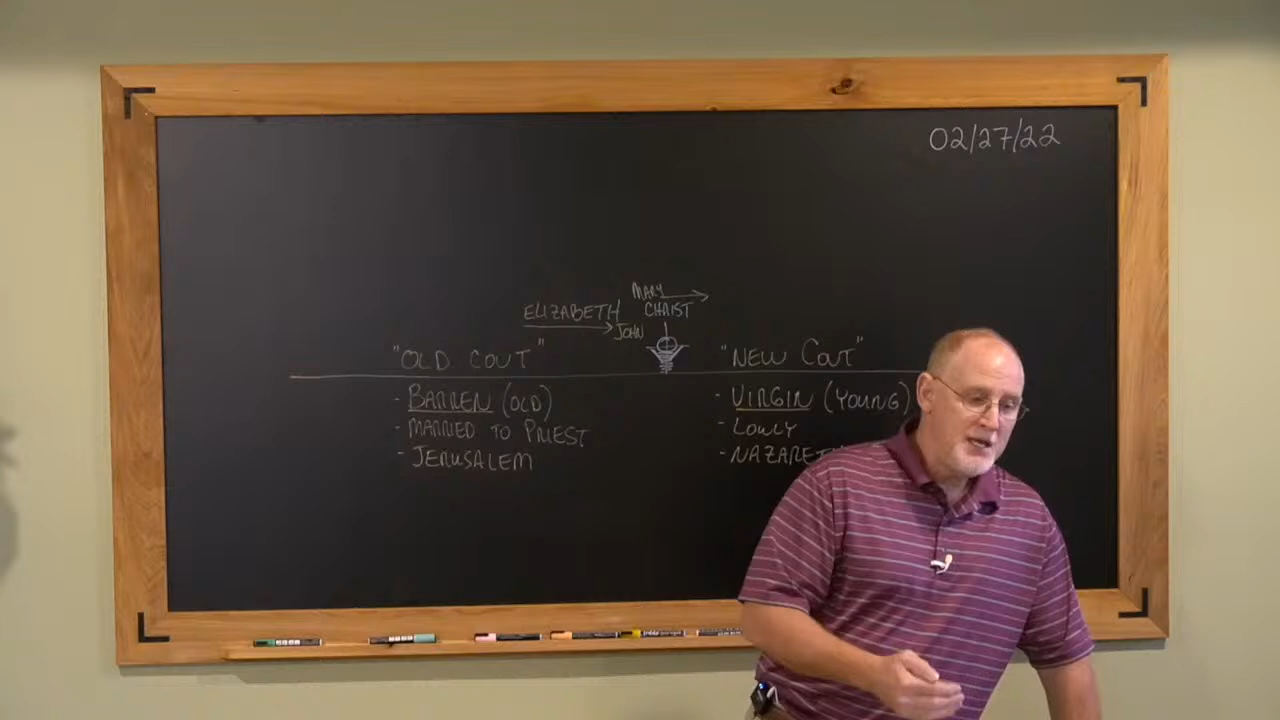 02/27/22
MARY
ELIZABETH
CHRIST
JOHN
"OLD COVT"
"NEW COVT"
- BARREN (OLD)
- VIRGIN (YOUNG)
- MARRIED TO PRIEST
- LOWLY
- JERUSALEM